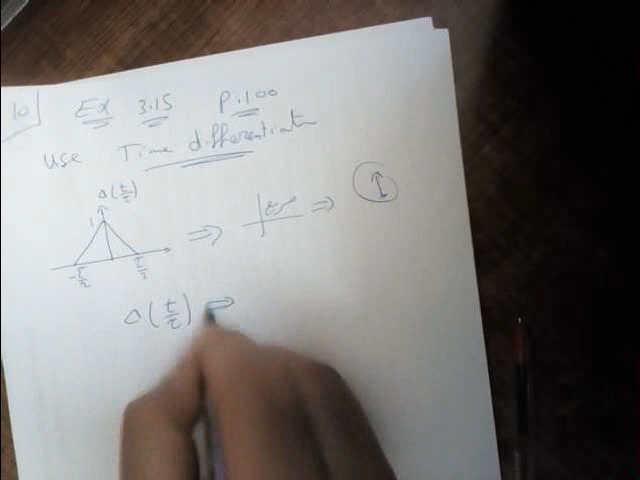 10
Ex 3.15 P.100
Use Time differentiation
Δ(t/τ)
1
-τ/2 τ/2
⇒ ⇒
Δ(t/τ) ⇒